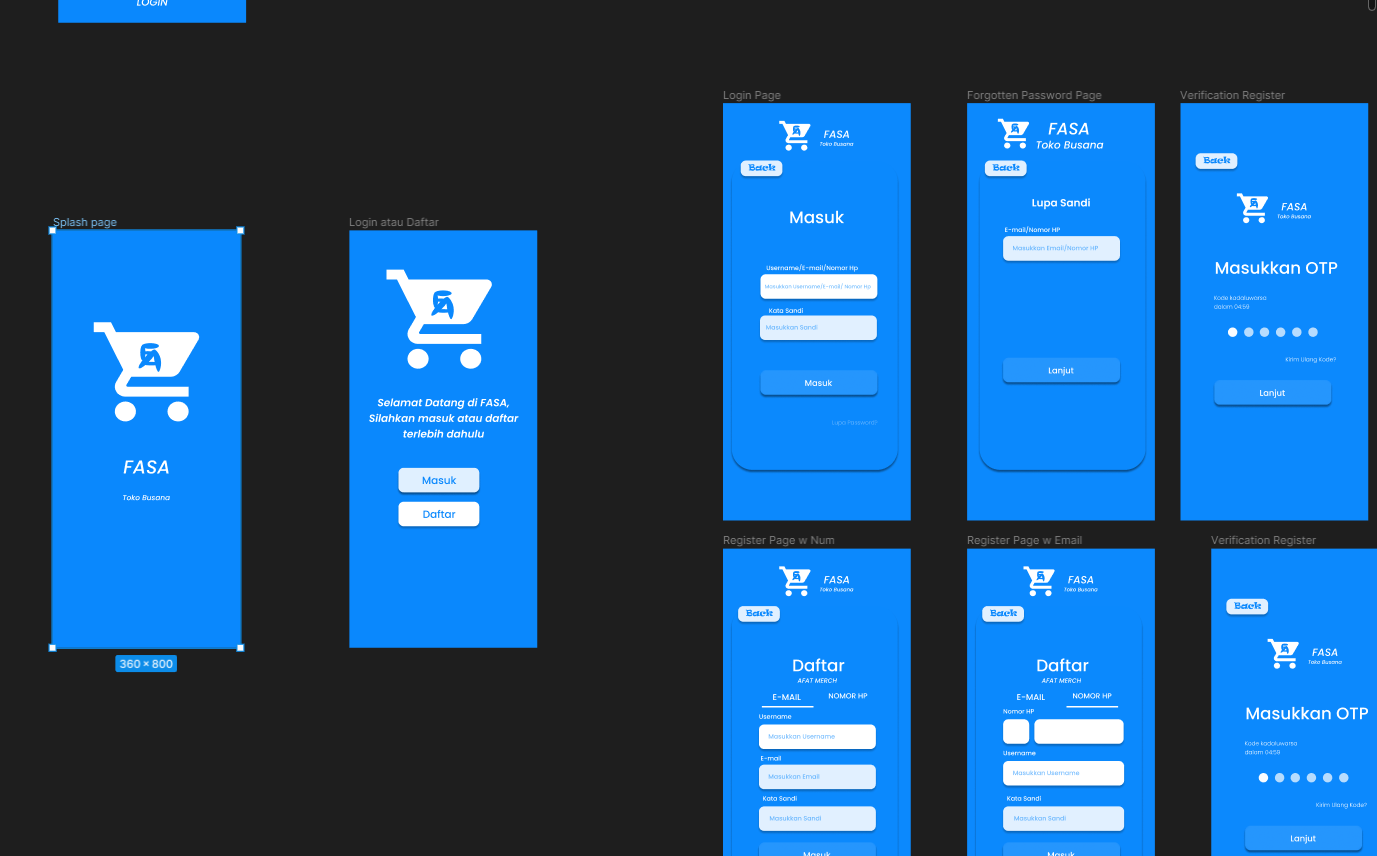 LOGIN
Splash page
FASA
Toko Busana
360 × 800
Login atau Daftar
Selamat Datang di FASA,
Silahkan masuk atau daftar
terlebih dahulu
Masuk
Daftar
Login Page
FASA
Toko Busana
Back
Masuk
Username/E-mail/Nomor Hp
Masukkan Username/E-mail/ Nomor Hp
Kata Sandi
Masukkan Sandi
Masuk
Lupa Password?
Forgotten Password Page
FASA
Toko Busana
Back
Lupa Sandi
E-mail/Nomor HP
Masukkan Email/Nomor HP
Lanjut
Verification Register
Back
FASA
Toko Busana
Masukkan OTP
Kode kadaluwarsa
dalam 04:59
Kirim Ulang Kode?
Lanjut
Register Page w Num
FASA
Toko Busana
Back
Daftar
AFAT MERCH
E-MAIL NOMOR HP
Username
Masukkan Username
E-mail
Masukkan Email
Kata Sandi
Masukkan Sandi
Masuk
Register Page w Email
FASA
Toko Busana
Back
Daftar
AFAT MERCH
E-MAIL NOMOR HP
Nomor HP
Username
Masukkan Username
Kata Sandi
Masukkan Sandi
Masuk
Verification Register
Back
FASA
Toko Busana
Masukkan OTP
Kode kadaluwarsa
dalam 04:59
Kirim Ulang Kode?
Lanjut